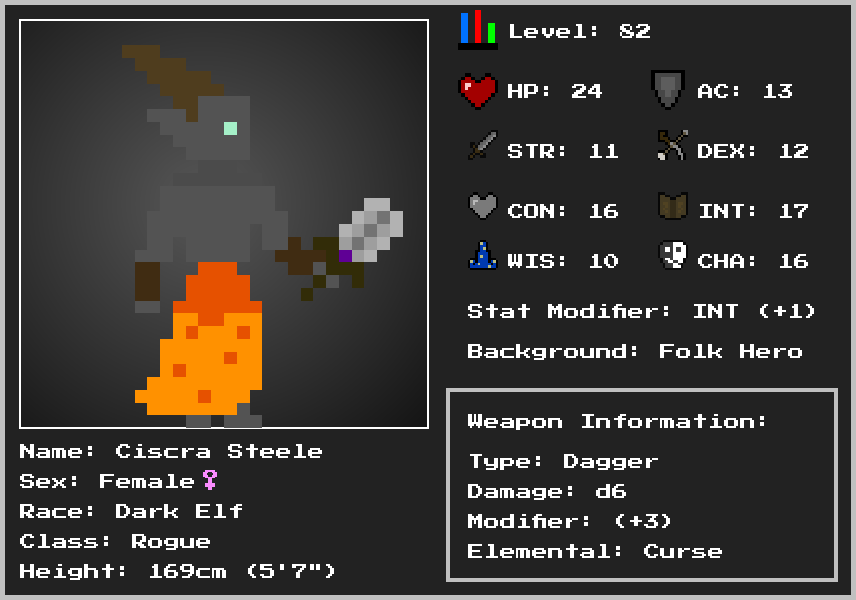 Level: 82
HP: 24
AC: 13
STR: 11
DEX: 12
CON: 16
INT: 17
WIS: 10
CHA: 16
Stat Modifier: INT (+1)
Background: Folk Hero
Weapon Information:
Type: Dagger
Damage: d6
Modifier: (+3)
Elemental: Curse
Name: Ciscra Steele
Sex: Female♀
Race: Dark Elf
Class: Rogue
Height: 169cm (5'7")